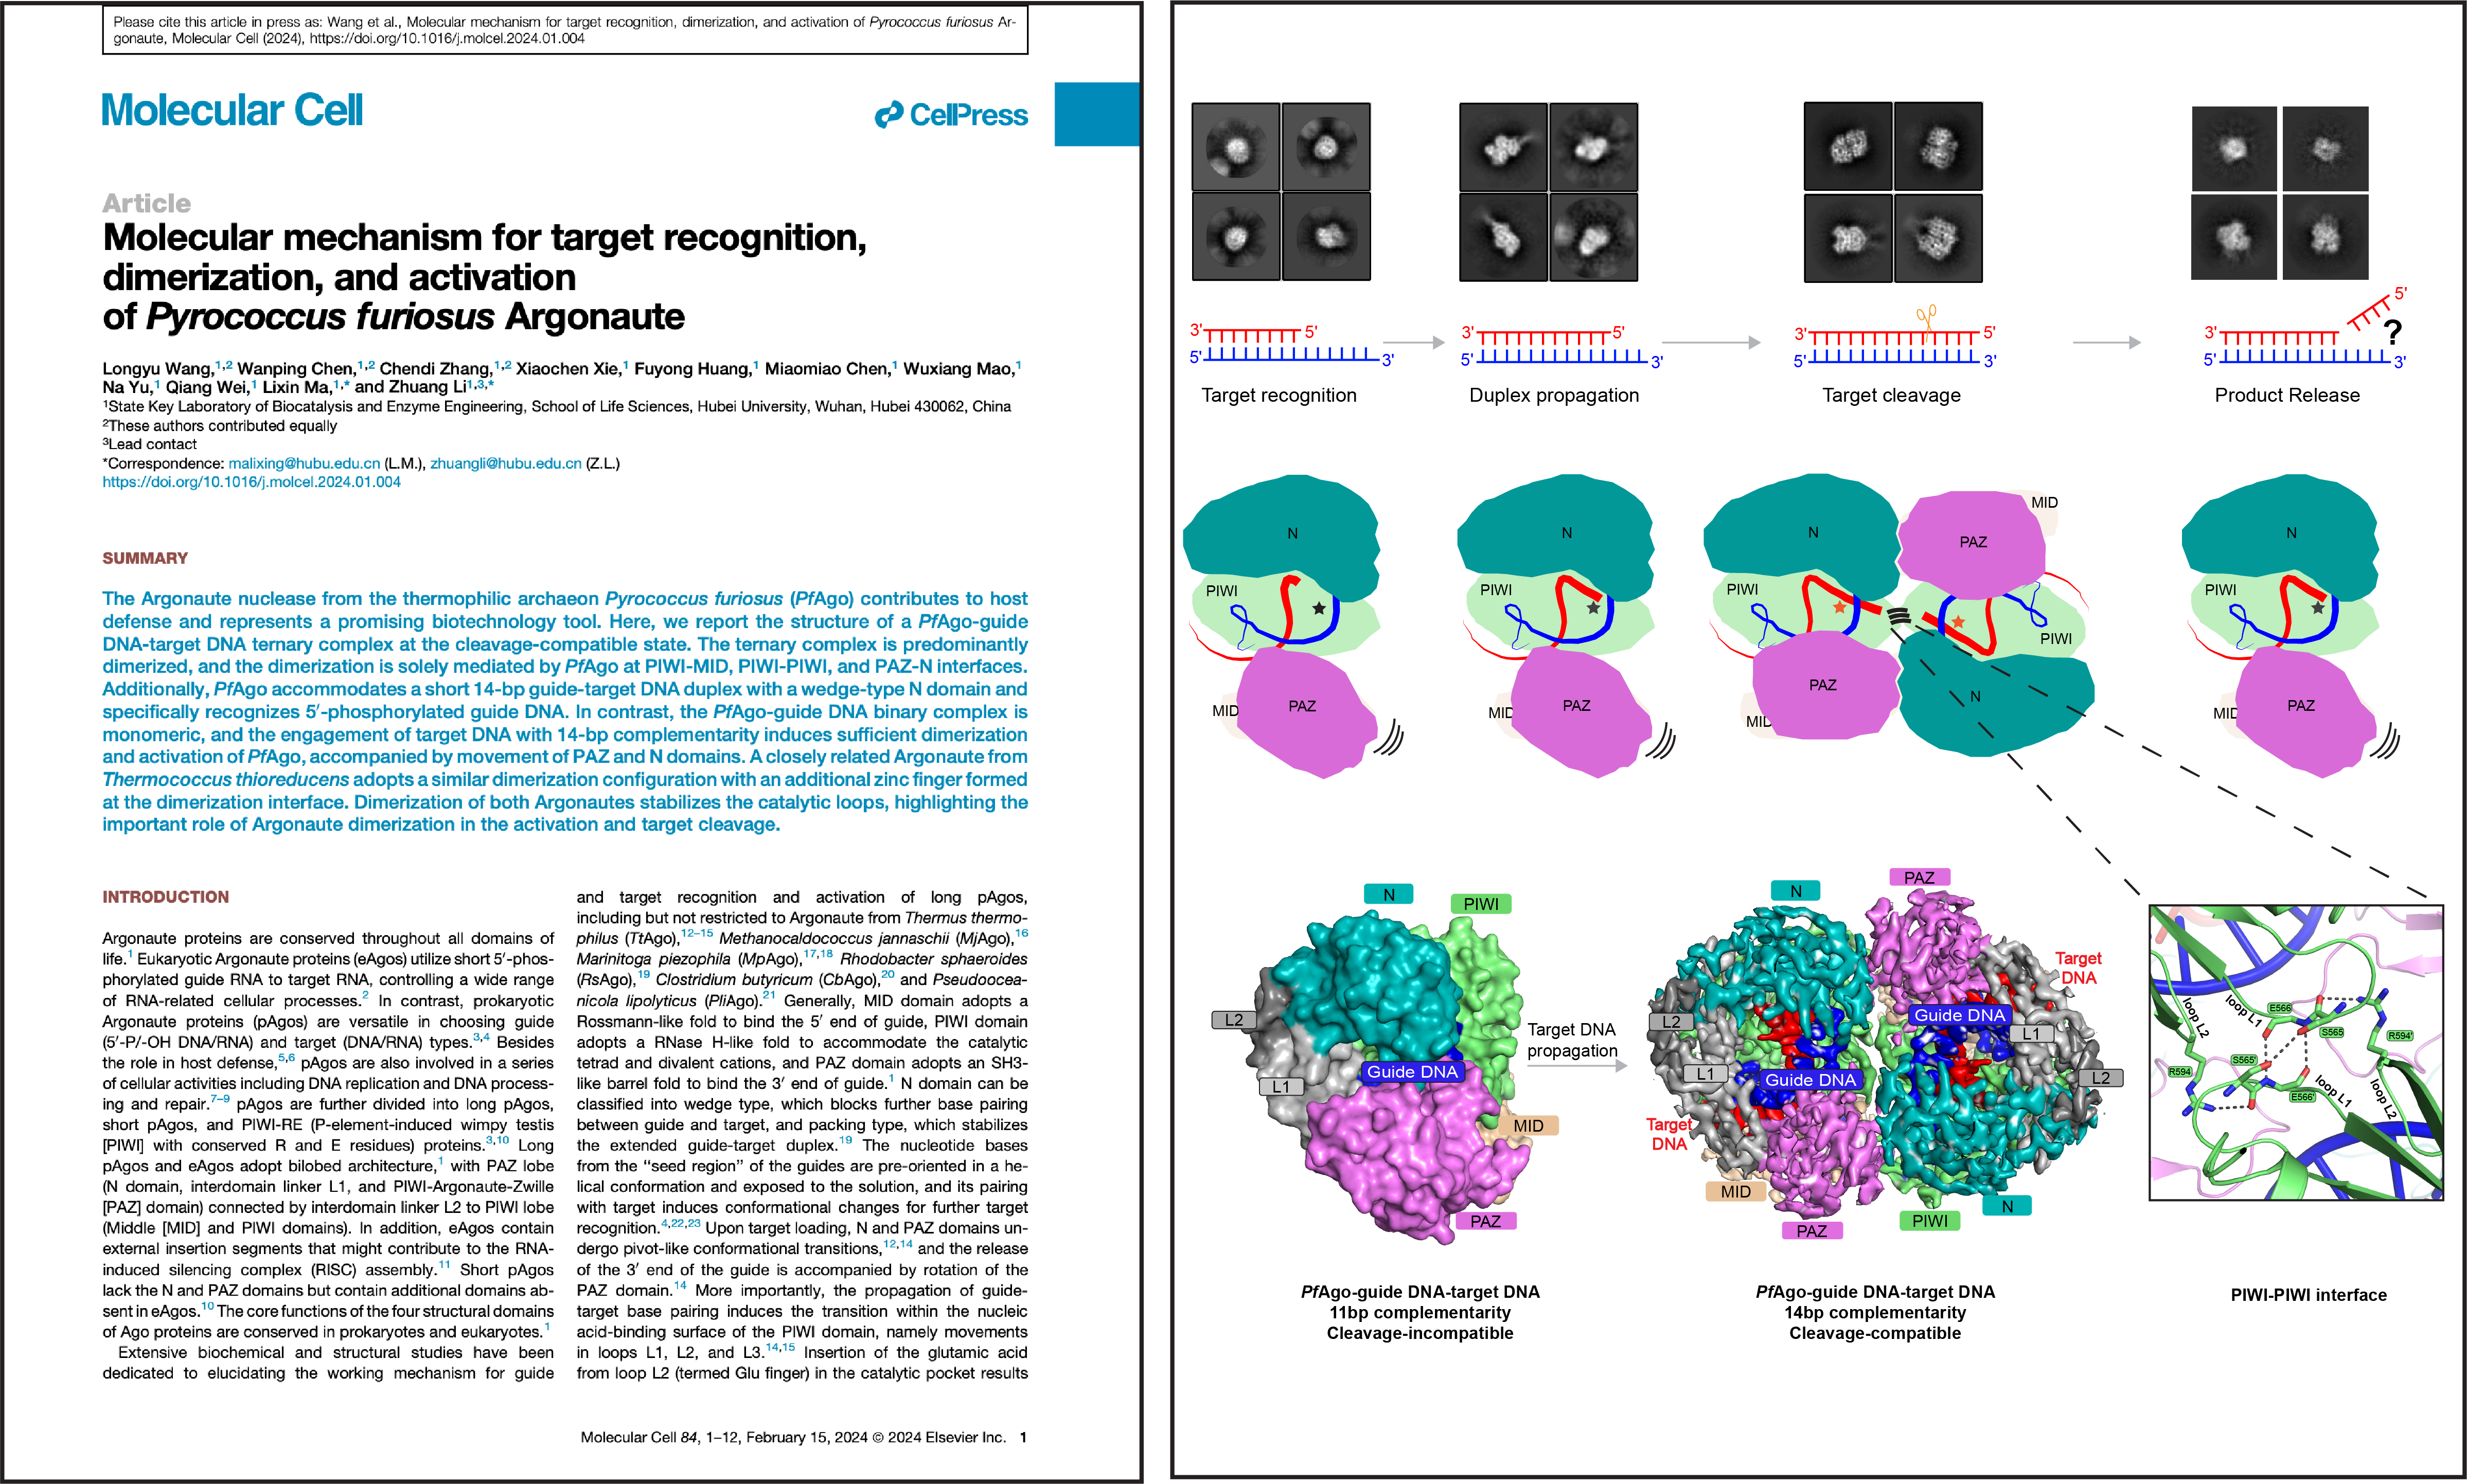 Please cite this article in press as: Wang et al., Molecular mechanism for target recognition, dimerization, and activation of Pyrococcus furiosus Ar-
gonaute, Molecular Cell (2024), https://doi.org/10.1016/j.molcel.2024.01.004
Molecular Cell
CellPress
Article
Molecular mechanism for target recognition,
dimerization, and activation
of Pyrococcus furiosus Argonaute
Longyu Wang,1,2 Wanping Chen,1,2 Chendi Zhang,1,2 Xiaochen Xie,1 Fuyong Huang,1 Miaomiao Chen,1 Wuxiang Mao,1
Na Yu,1 Qiang Wei,1 Lixin Ma,1,* and Zhuang Li1,3,*
1State Key Laboratory of Biocatalysis and Enzyme Engineering, School of Life Sciences, Hubei University, Wuhan, Hubei 430062, China
2These authors contributed equally
3Lead contact
*Correspondence: malixing@hubu.edu.cn (L.M.), zhuangli@hubu.edu.cn (Z.L.)
https://doi.org/10.1016/j.molcel.2024.01.004
SUMMARY
The Argonaute nuclease from the thermophilic archaeon Pyrococcus furiosus (PfAgo) contributes to host
defense and represents a promising biotechnology tool. Here, we report the structure of a PfAgo-guide
DNA-target DNA ternary complex at the cleavage-compatible state. The ternary complex is predominantly
dimerized, and the dimerization is solely mediated by PfAgo at PIWI-MID, PIWI-PIWI, and PAZ-N interfaces.
Additionally, PfAgo accommodates a short 14-bp guide-target DNA duplex with a wedge-type N domain and
specifically recognizes 5′-phosphorylated guide DNA. In contrast, the PfAgo-guide DNA binary complex is
monomeric, and the engagement of target DNA with 14-bp complementarity induces sufficient dimerization
and activation of PfAgo, accompanied by movement of PAZ and N domains. A closely related Argonaute from
Thermococcus thioreducens adopts a similar dimerization configuration with an additional zinc finger formed
at the dimerization interface. Dimerization of both Argonautes stabilizes the catalytic loops, highlighting the
important role of Argonaute dimerization in the activation and target cleavage.
INTRODUCTION
Argonaute proteins are conserved throughout all domains of
life.1 Eukaryotic Argonaute proteins (eAgos) utilize short 5′-phos-
phorylated guide RNA to target RNA, controlling a wide range
of RNA-related cellular processes.2 In contrast, prokaryotic
Argonaute proteins (pAgos) are versatile in choosing guide
(5′-P/-OH DNA/RNA) and target (DNA/RNA) types.3,4 Besides
the role in host defense,5,6 pAgos are also involved in a series
of cellular activities including DNA replication and DNA process-
ing and repair.7–9 pAgos are further divided into long pAgos,
short pAgos, and PIWI-RE (P-element-induced wimpy testis
[PIWI] with conserved R and E residues) proteins.3,10 Long
pAgos and eAgos adopt bilobed architecture,1 with PAZ lobe
(N domain, interdomain linker L1, and PIWI-Argonaute-Zwille
[PAZ] domain) connected by interdomain linker L2 to PIWI lobe
(Middle [MID] and PIWI domains). In addition, eAgos contain
external insertion segments that might contribute to the RNA-
induced silencing complex (RISC) assembly.11 Short pAgos
lack the N and PAZ domains but contain additional domains ab-
sent in eAgos.10 The core functions of the four structural domains
of Ago proteins are conserved in prokaryotes and eukaryotes.1
Extensive biochemical and structural studies have been
dedicated to elucidating the working mechanism for guide
and target recognition and activation of long pAgos,
including but not restricted to Argonaute from Thermus thermo-
philus (TtAgo),12–15 Methanocaldococcus jannaschii (MjAgo),16
Marinitoga piezophila (MpAgo),17,18 Rhodobacter sphaeroides
(RsAgo),19 Clostridium butyricum (CbAgo),20 and Pseudoocea-
nicola lipolyticus (PliAgo).21 Generally, MID domain adopts a
Rossmann-like fold to bind the 5′ end of guide, PIWI domain
adopts a RNase H-like fold to accommodate the catalytic
tetrad and divalent cations, and PAZ domain adopts an SH3-
like barrel fold to bind the 3′ end of guide.1 N domain can be
classified into wedge type, which blocks further base pairing
between guide and target, and packing type, which stabilizes
the extended guide-target duplex.19 The nucleotide bases
from the “seed region” of the guides are pre-oriented in a he-
lical conformation and exposed to the solution, and its pairing
with target induces conformational changes for further target
recognition.4,22,23 Upon target loading, N and PAZ domains un-
dergo pivot-like conformational transitions,12,14 and the release
of the 3′ end of the guide is accompanied by rotation of the
PAZ domain.14 More importantly, the propagation of guide-
target base pairing induces the transition within the nucleic
acid-binding surface of the PIWI domain, namely movements
in loops L1, L2, and L3.14,15 Insertion of the glutamic acid
from loop L2 (termed Glu finger) in the catalytic pocket results
Molecular Cell 84, 1–12, February 15, 2024 © 2024 Elsevier Inc. 1
3' 5'
5' 3'
Target recognition
3' 5'
5' 3'
Duplex propagation
3' 5'
5' 3'
Target cleavage
5'
3' ?
5' 3'
Product Release
N
PIWI
MID PAZ
N
PIWI
MID PAZ
N
PAZ MID
PIWI
PIWI
PAZ N
MID
N
PIWI
MID PAZ
N
PIWI
L2
Guide DNA
L1
MID
PAZ
PfAgo-guide DNA-target DNA
11bp complementarity
Cleavage-incompatible
Target DNA
propagation
PAZ
N
Target
DNA
L2
Guide DNA
L1
L1
Guide DNA
L2
Target
DNA
MID
PAZ
PIWI
N
PfAgo-guide DNA-target DNA
14bp complementarity
Cleavage-compatible
loop L2
loop L1
E566
S565
R594'
S565'
R594
E566'
loop L1
loop L2
PIWI-PIWI interface